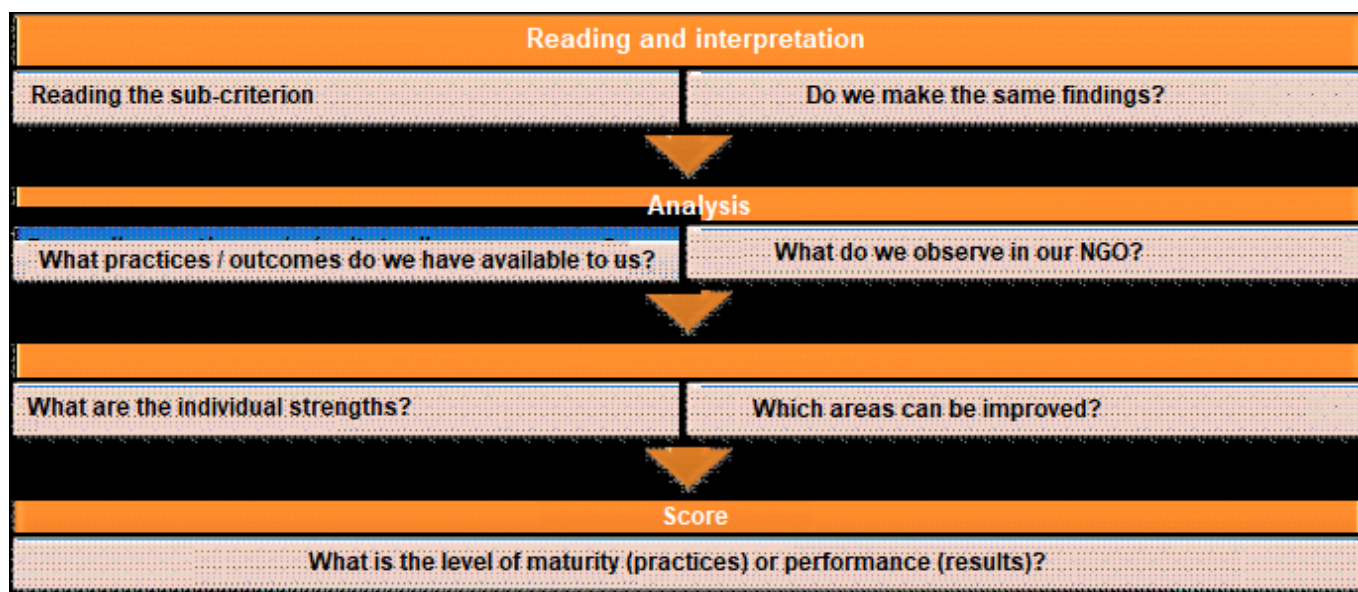 Reading and interpretation
Reading the sub-criterion
Do we make the same findings?
Analysis
What practices / outcomes do we have available to us?
What do we observe in our NGO?
What are the individual strengths?
Which areas can be improved?
Score
What is the level of maturity (practices) or performance (results)?